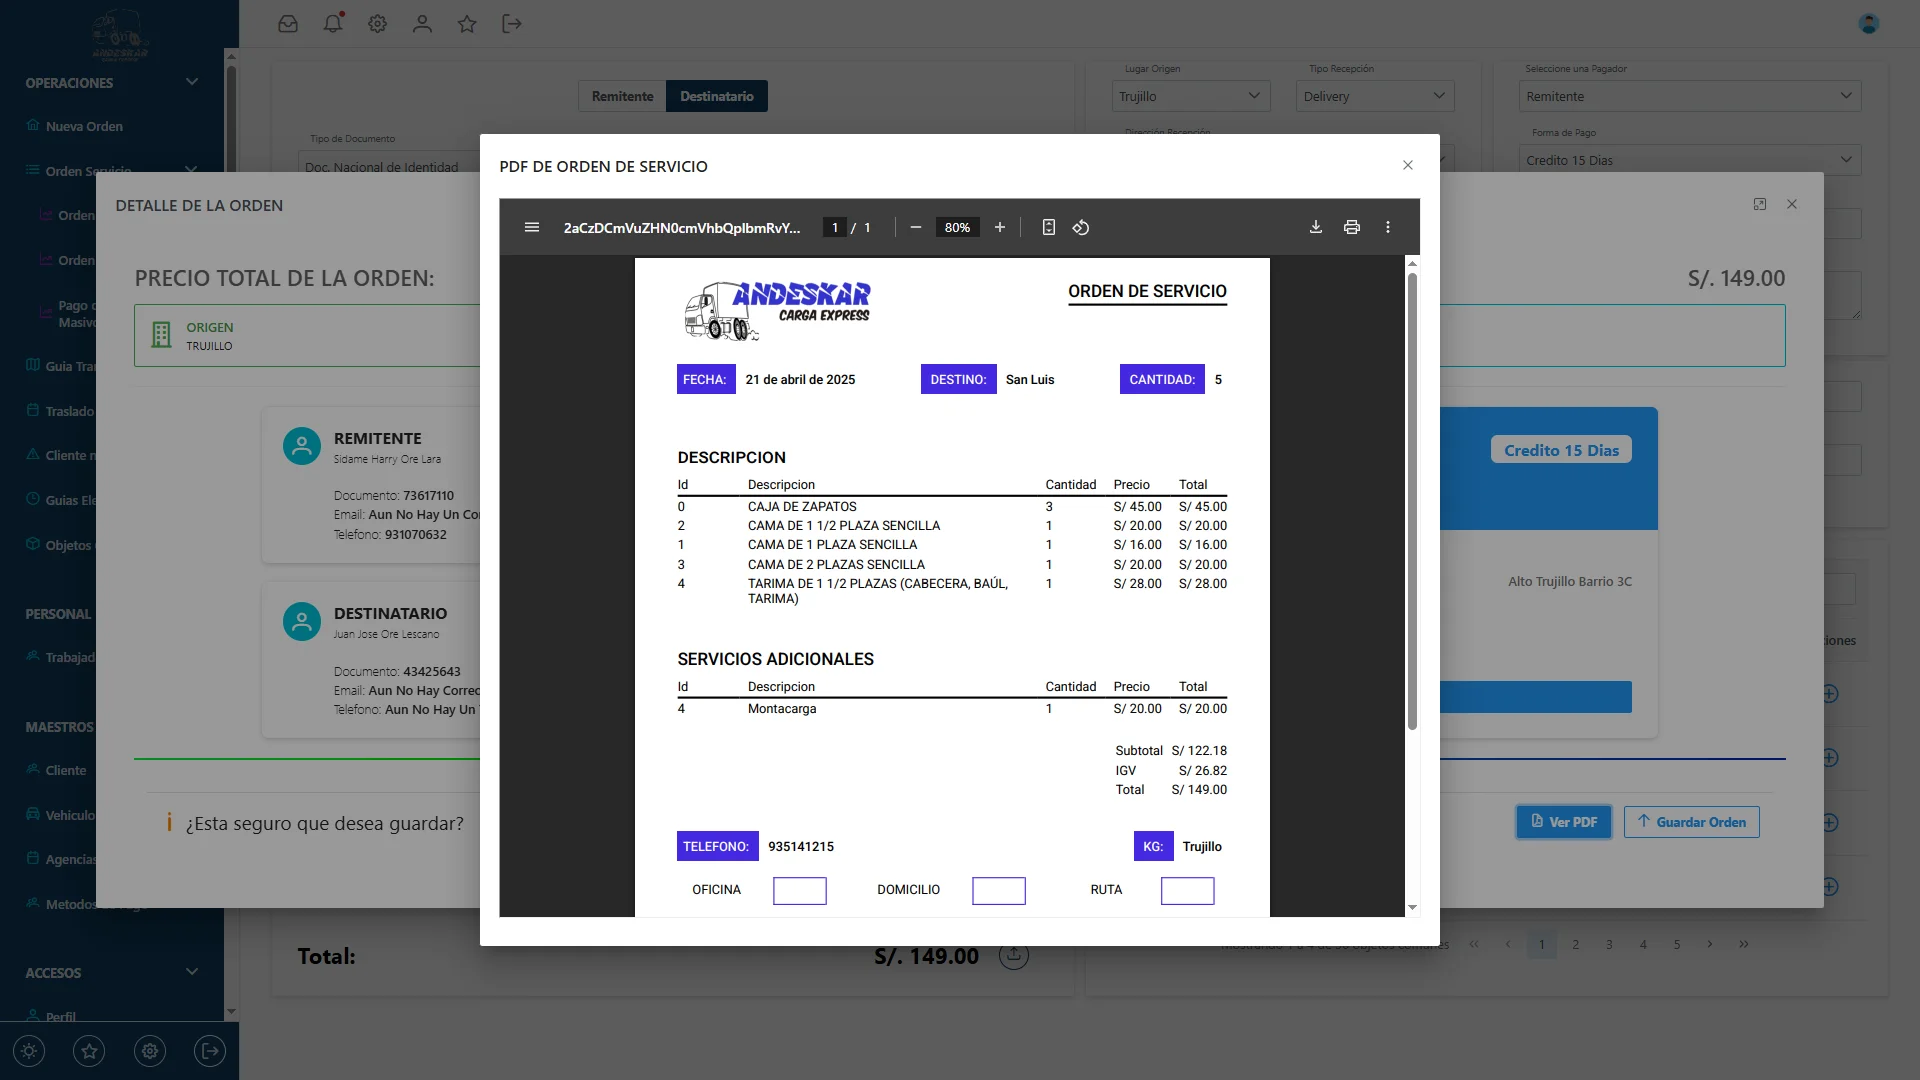 ANDESKAR
OPERACIONES
Nueva Orden
Orden Servicio
Orden
Orden
Pago
Masivo
Guia
Traslado
Cliente
Guias
Objetos
PERSONAL
MAESTROS
Cliente
Vehiculo
Agencias
Metodos
ACCESOS
Perfil
Remitente
Destinatario
Tipo de Documento
Doc. Nacional de Identidad
Lugar Origen
Trujillo
Tipo Recepción
Delivery
Dirección Recepción
Seleccione una Pagador
Remitente
Forma de Pago
Credito 15 Dias
DETALLE DE LA ORDEN
PRECIO TOTAL DE LA ORDEN:
S/. 149.00
ORIGEN
TRUJILLO
REMITENTE
Sidame Harry Ore Lara
Documento: 73617110
Email: Aun No Hay Un
Telefono: 931070632
DESTINATARIO
Juan Jose Ore Lescano
Documento: 43425643
Email: Aun No Hay
Telefono: Aun No Hay Un
Credito 15 Dias
Alto Trujillo Barrio 3C
¿Esta seguro que desea guardar?
Ver PDF
Guardar Orden
Total:
S/. 149.00
1 2 3 4 5
PDF DE ORDEN DE SERVICIO
2aCzDCmVuZHN0cmVhbQplbmRvY...
1 / 1
80%
ANDESKAR
CARGA EXPRESS
ORDEN DE SERVICIO
FECHA: 21 de abril de 2025
DESTINO: San Luis
CANTIDAD: 5
DESCRIPCION
Id Descripcion Cantidad Precio Total
0 CAJA DE ZAPATOS 3 S/ 45.00 S/ 45.00
2 CAMA DE 1 1/2 PLAZA SENCILLA 1 S/ 20.00 S/ 20.00
1 CAMA DE 1 PLAZA SENCILLA 1 S/ 16.00 S/ 16.00
3 CAMA DE 2 PLAZAS SENCILLA 1 S/ 20.00 S/ 20.00
4 TARIMA DE 1 1/2 PLAZAS (CABECERA, BAÚL, 1 S/ 28.00 S/ 28.00
TARIMA)
SERVICIOS ADICIONALES
Id Descripcion Cantidad Precio Total
4 Montacarga 1 S/ 20.00 S/ 20.00
Subtotal S/ 122.18
IGV S/ 26.82
Total S/ 149.00
TELEFONO: 935141215
KG: Trujillo
OFICINA
DOMICILIO
RUTA